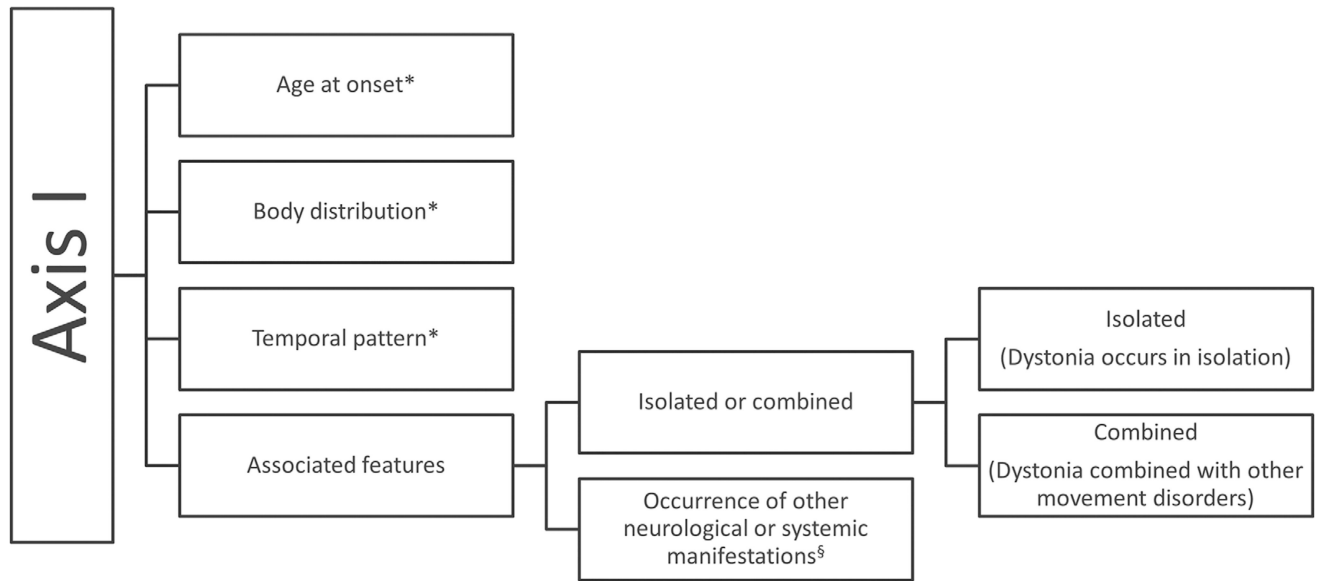 Axis I
Age at onset*
Body distribution*
Temporal pattern*
Associated features
Isolated or combined
Occurrence of other
neurological or systemic
manifestations§
Isolated
(Dystonia occurs in isolation)
Combined
(Dystonia combined with other
movement disorders)